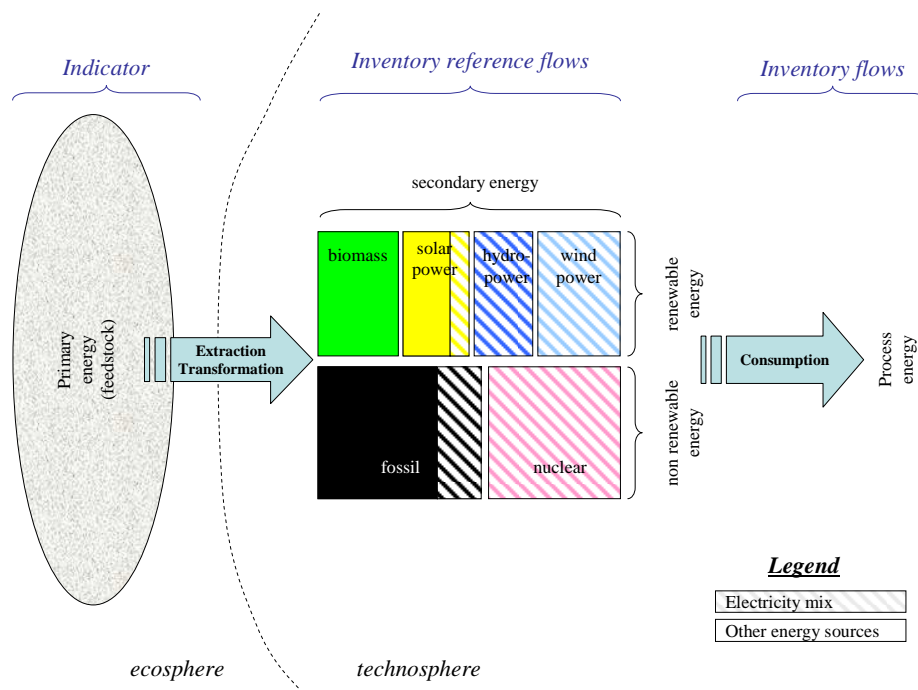 Indicator
Inventory reference flows
Inventory flows
secondary energy
biomass
solar
power
hydro-
power
wind
power
renewable
energy
Primary
energy
(feedstock)
Extraction
Transformation
Consumption
Process
energy
fossil
nuclear
non renewable
energy
Legend
Electricity mix
Other energy sources
ecosphere
technosphere